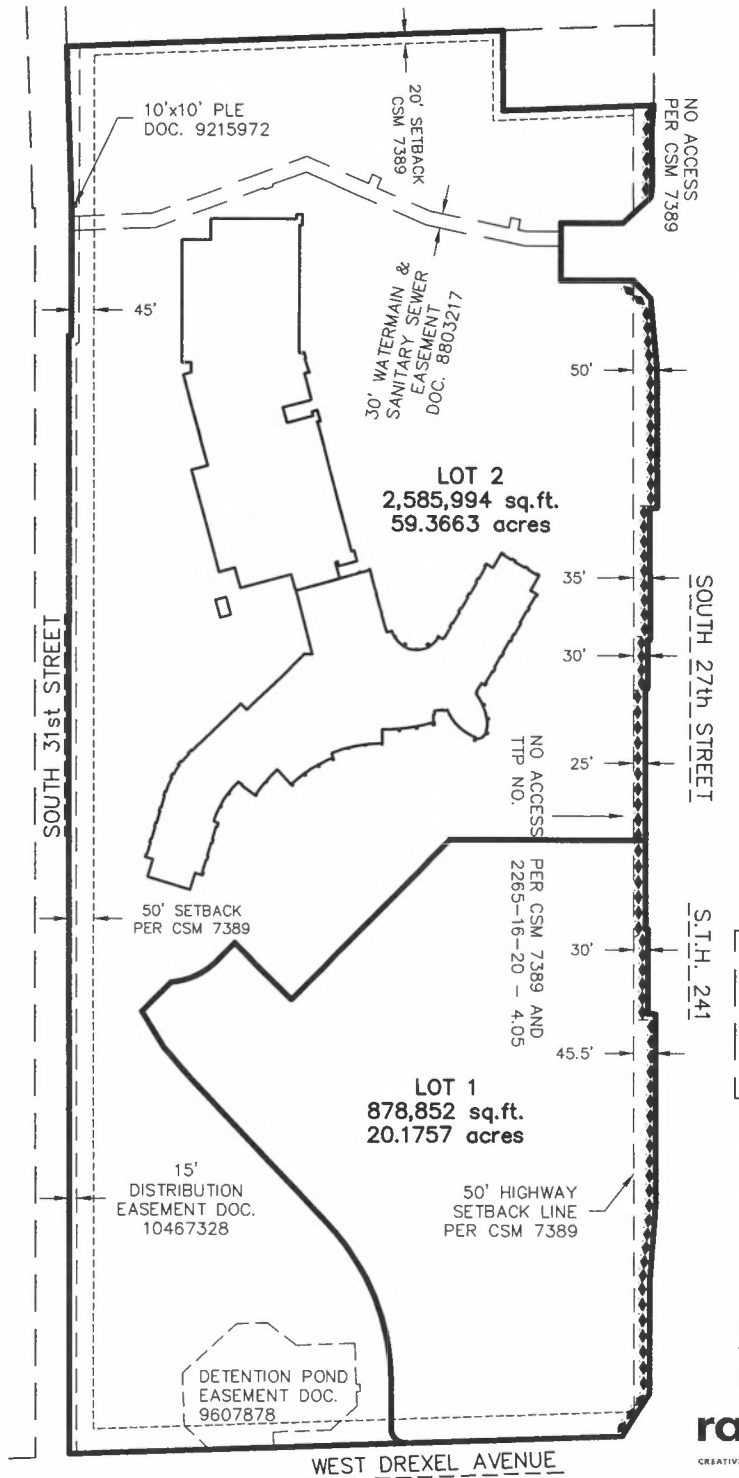 10'x10' PLE
DOC. 9215972
20' SETBACK
CSM 7389
NO ACCESS
PER CSM 7389
45'
30' WATERMAIN &
SANITARY SEWER
EASEMENT
DOC. 8803217
50'
LOT 2
2,585,994 sq.ft.
59.3663 acres
35'
30'
SOUTH 27th STREET
SOUTH 31st STREET
NO ACCESS
TTP NO.
25'
50' SETBACK
PER CSM 7389
PER CSM 7389 AND
2265-16-20 - 4.05
30'
S.T.H. 241
45.5'
LOT 1
878,852 sq.ft.
20.1757 acres
15'
DISTRIBUTION
EASEMENT DOC.
10467328
50' HIGHWAY
SETBACK LINE
PER CSM 7389
DETENTION POND
EASEMENT DOC.
9607878
WEST DREXEL AVENUE
ra
CREATIV